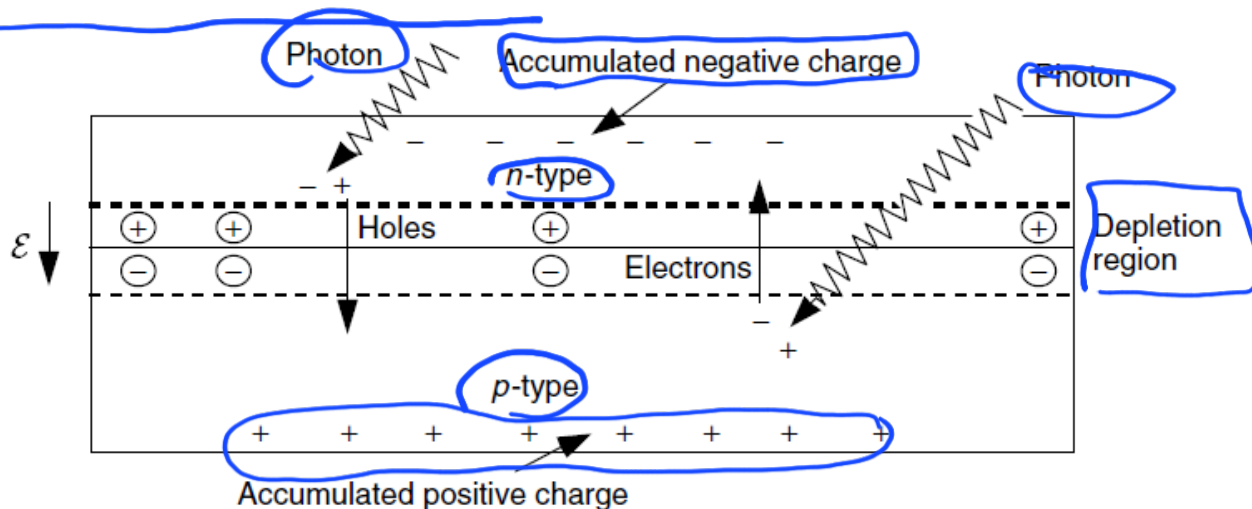 Photon
Accumulated negative charge
Photon
− − − − − −
− +
n-type
+ + + +
Holes
Depletion
region
ℰ
− − − −
Electrons
−
+
p-type
+ + + + + + + +
Accumulated positive charge